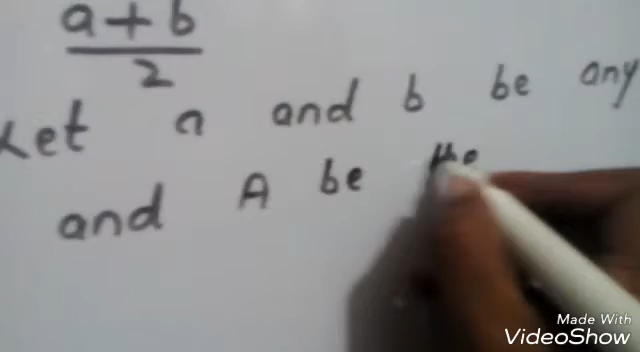 a + b
2
Let a and b be any
and A be the
Made With
VideoShow